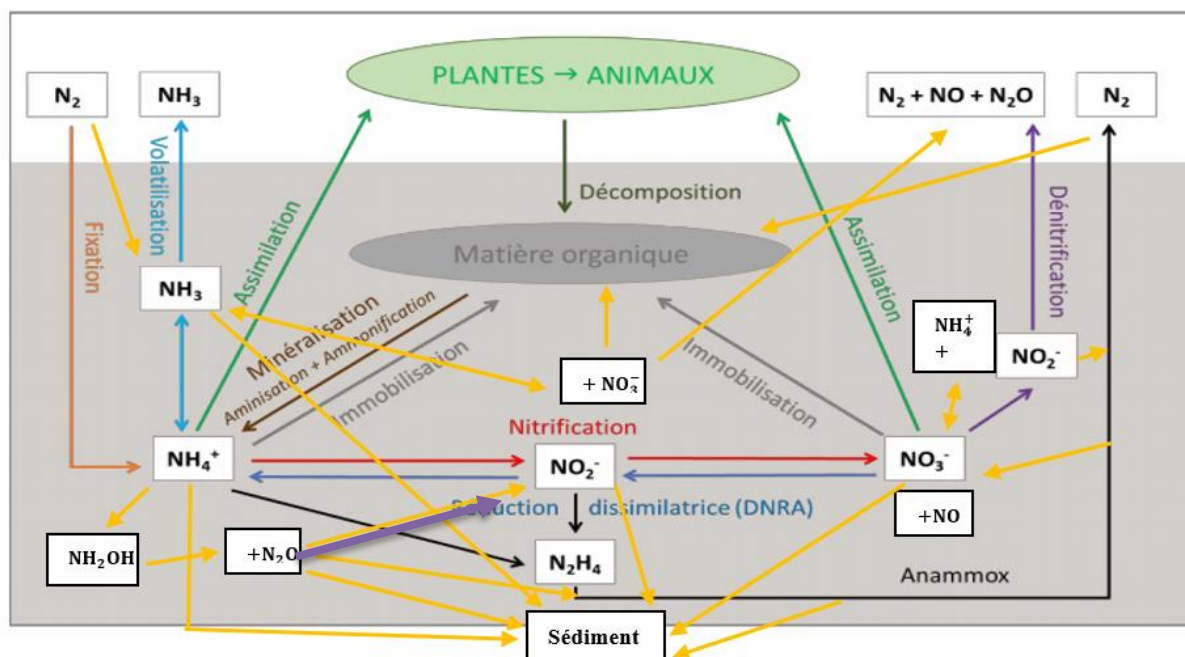 PLANTES → ANIMAUX
N₂
NH₃
N₂ + NO + N₂O
N₂
Volatilisation
Fixation
Assimilation
Décomposition
Assimilation
Dénitrification
Matière organique
NH₃
Minéralisation
Aminisation + Ammonification
Immobilisation
+ NO₃⁻
Immobilisation
NH₄⁺
+
NO₂⁻
Nitrification
NH₄⁺
NO₂⁻
NO₃⁻
dissimilatrice (DNRA)
+NO
NH₂OH
+N₂O
N₂H₄
Anammox
Sédiment